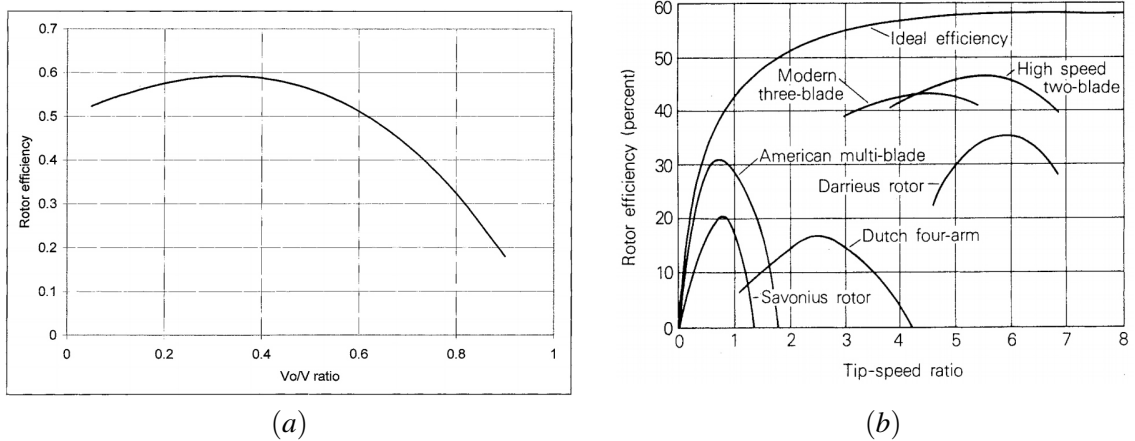 0.7
0.6
0.5
0.4
0.3
0.2
0.1
0
0
0.2
0.4
0.6
0.8
1
Rotor efficiency
Vo/V ratio
(a)
60
50
40
30
20
10
0
0
1
2
3
4
5
6
7
8
Rotor efficiency (percent)
Ideal efficiency
Modern
three-blade
High speed
two-blade
American multi-blade
Darrieus rotor
Dutch four-arm
Savonius rotor
Tip-speed ratio
(b)